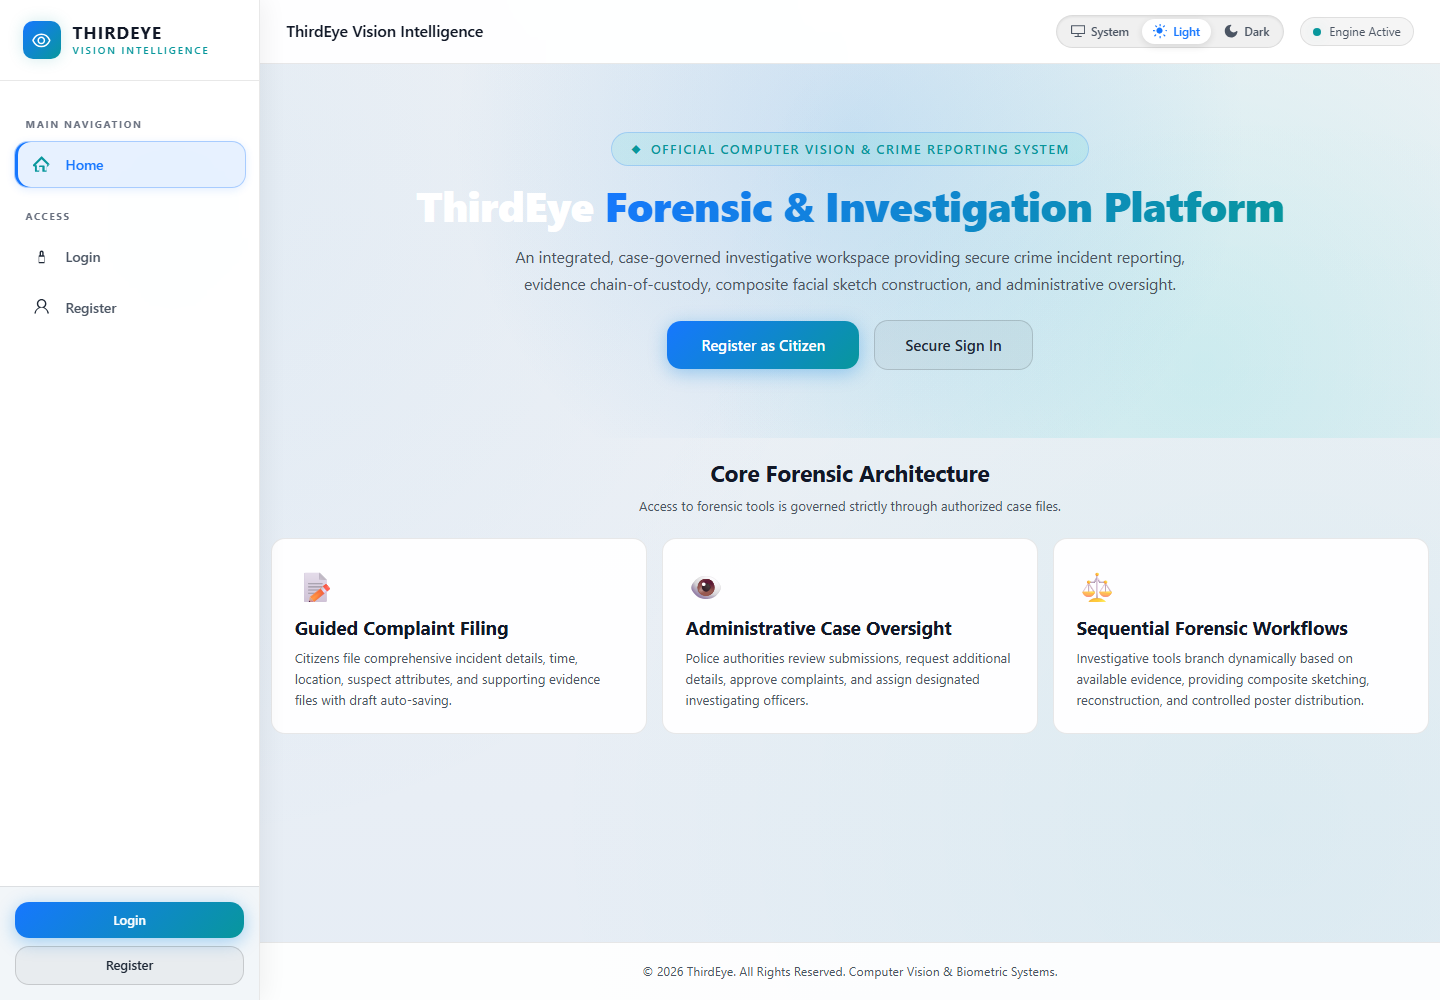 THIRDEYE
VISION INTELLIGENCE
MAIN NAVIGATION
Home
ACCESS
Login
Register
Login
Register
ThirdEye Vision Intelligence
System
Light
Dark
Engine Active
OFFICIAL COMPUTER VISION & CRIME REPORTING SYSTEM
ThirdEye Forensic & Investigation Platform
An integrated, case-governed investigative workspace providing secure crime incident reporting,
evidence chain-of-custody, composite facial sketch construction, and administrative oversight.
Register as Citizen
Secure Sign In
Core Forensic Architecture
Access to forensic tools is governed strictly through authorized case files.
Guided Complaint Filing
Citizens file comprehensive incident details, time,
location, suspect attributes, and supporting evidence
files with draft auto-saving.
Administrative Case Oversight
Police authorities review submissions, request additional
details, approve complaints, and assign designated
investigating officers.
Sequential Forensic Workflows
Investigative tools branch dynamically based on
available evidence, providing composite sketching,
reconstruction, and controlled poster distribution.
© 2026 ThirdEye. All Rights Reserved. Computer Vision & Biometric Systems.